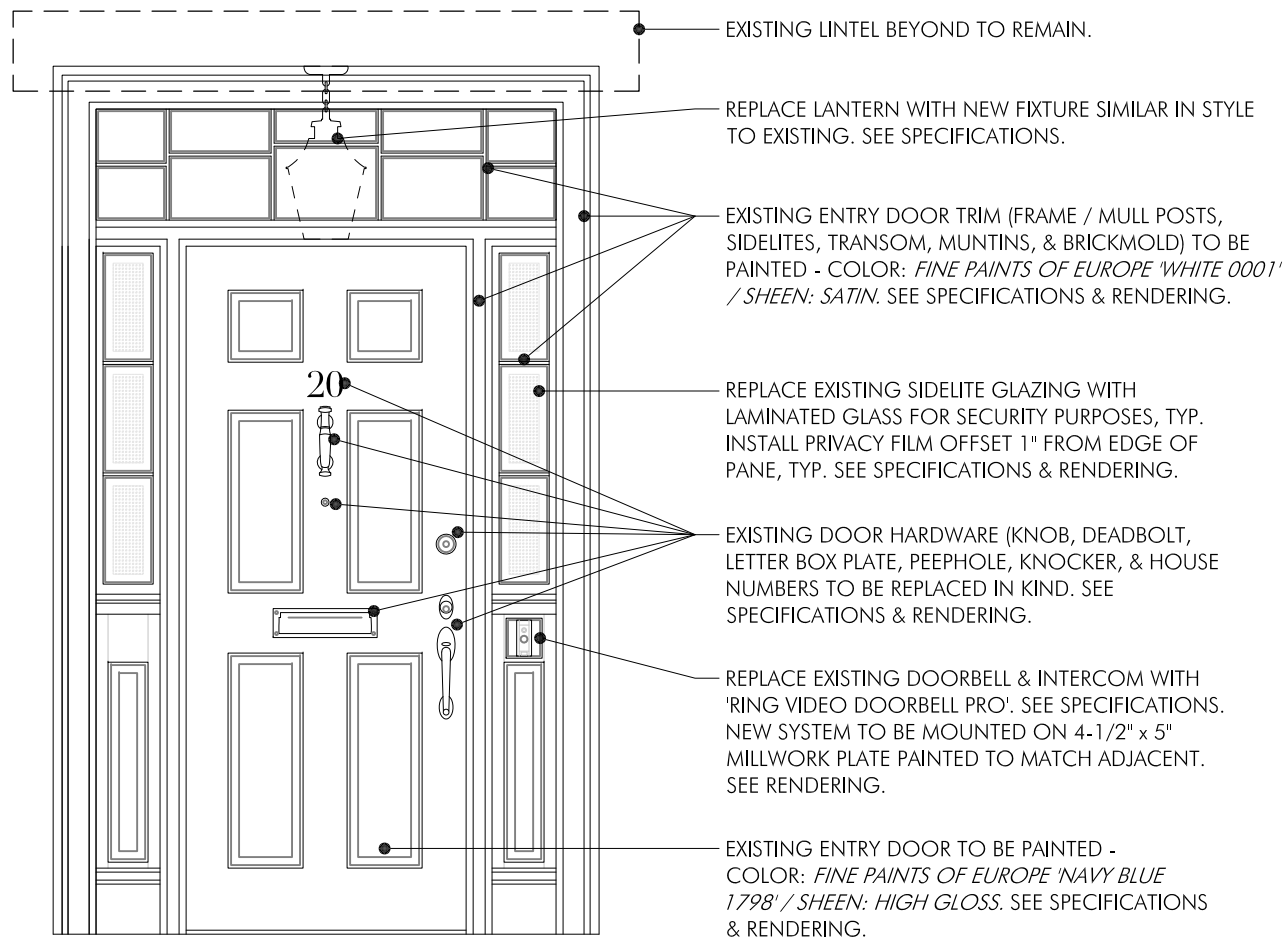 EXISTING LINTEL BEYOND TO REMAIN.
REPLACE LANTERN WITH NEW FIXTURE SIMILAR IN STYLE
TO EXISTING. SEE SPECIFICATIONS.
EXISTING ENTRY DOOR TRIM (FRAME / MULL POSTS,
SIDELITES, TRANSOM, MUNTINS, & BRICKMOLD) TO BE
PAINTED - COLOR: FINE PAINTS OF EUROPE 'WHITE 0001'
/ SHEEN: SATIN. SEE SPECIFICATIONS & RENDERING.
REPLACE EXISTING SIDELITE GLAZING WITH
LAMINATED GLASS FOR SECURITY PURPOSES, TYP.
INSTALL PRIVACY FILM OFFSET 1" FROM EDGE OF
PANE, TYP. SEE SPECIFICATIONS & RENDERING.
20
EXISTING DOOR HARDWARE (KNOB, DEADBOLT,
LETTER BOX PLATE, PEEPHOLE, KNOCKER, & HOUSE
NUMBERS TO BE REPLACED IN KIND. SEE
SPECIFICATIONS & RENDERING.
REPLACE EXISTING DOORBELL & INTERCOM WITH
'RING VIDEO DOORBELL PRO'. SEE SPECIFICATIONS.
NEW SYSTEM TO BE MOUNTED ON 4-1/2" x 5"
MILLWORK PLATE PAINTED TO MATCH ADJACENT.
SEE RENDERING.
EXISTING ENTRY DOOR TO BE PAINTED -
COLOR: FINE PAINTS OF EUROPE 'NAVY BLUE
1798' / SHEEN: HIGH GLOSS. SEE SPECIFICATIONS
& RENDERING.